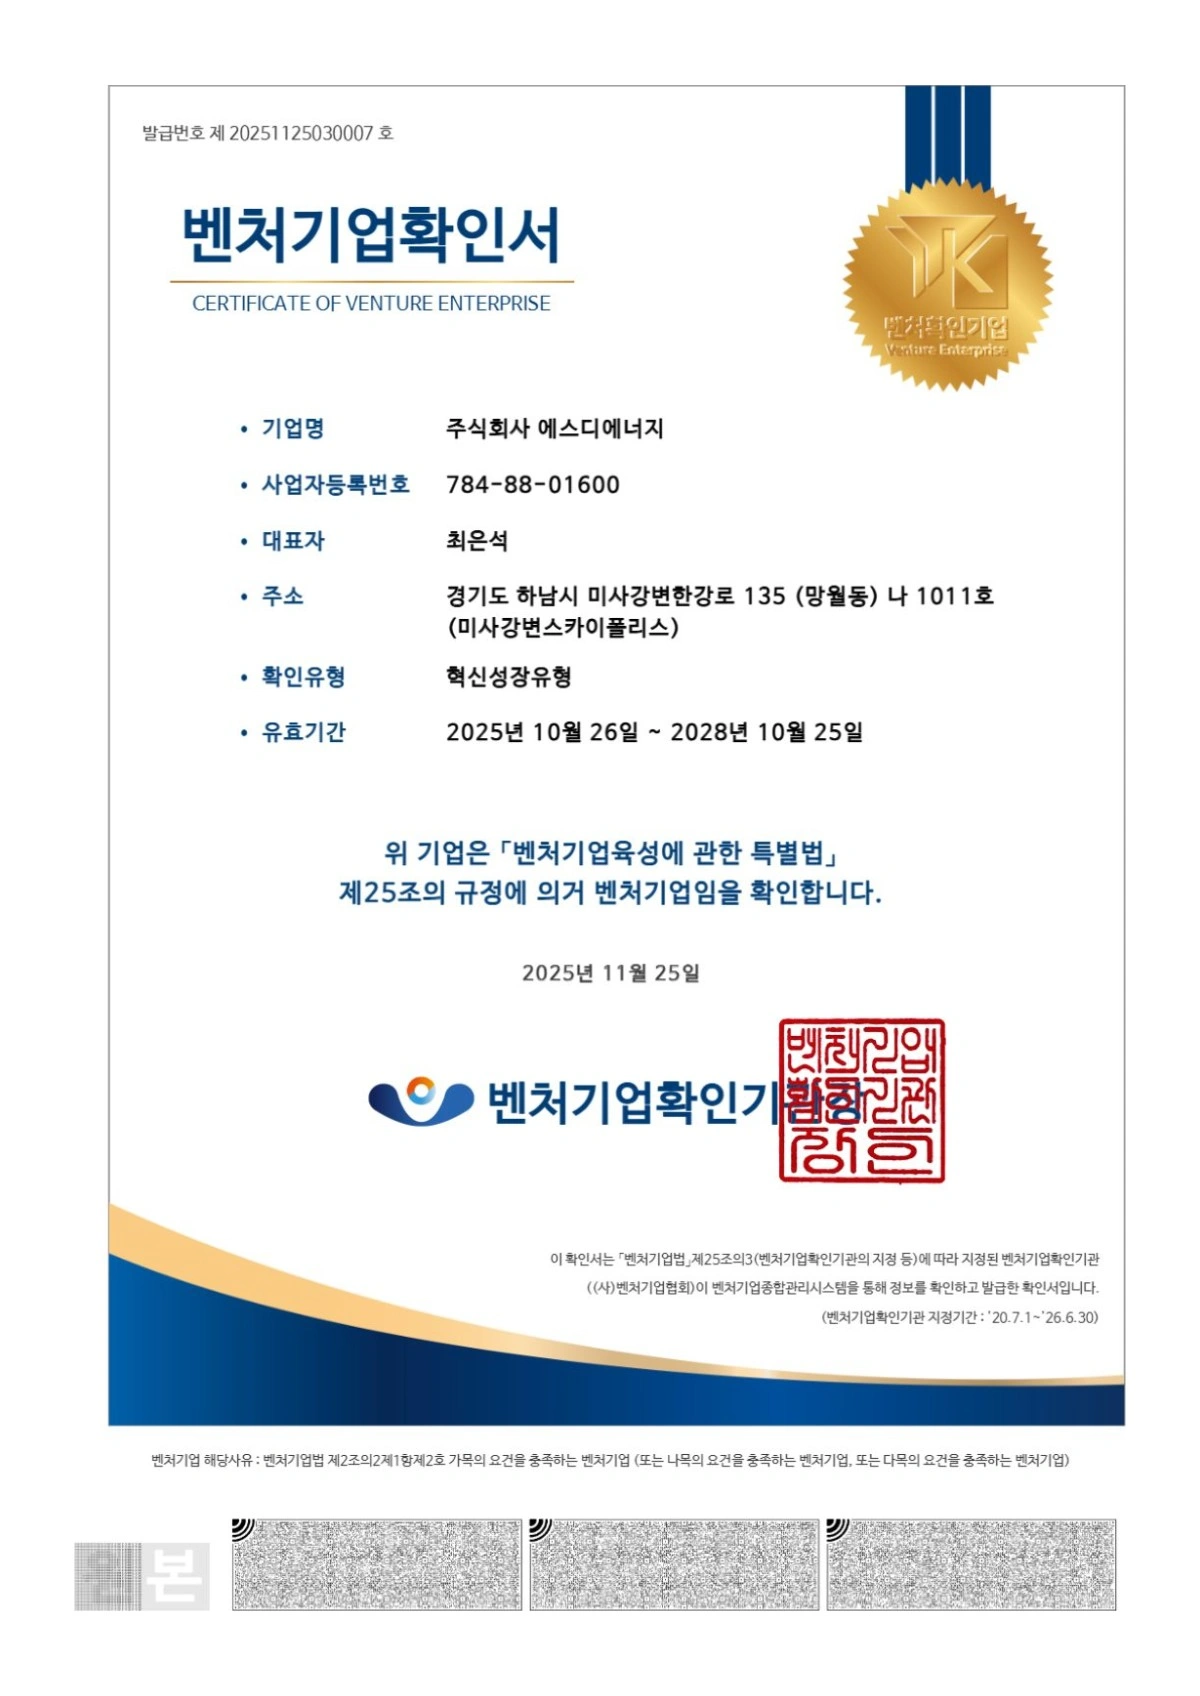 발급번호 제 20251125030007 호
벤처기업확인서
CERTIFICATE OF VENTURE ENTERPRISE
벤처확인기업
Venture Enterprise
• 기업명 주식회사 에스디에너지
• 사업자등록번호 784-88-01600
• 대표자 최은석
• 주소 경기도 하남시 미사강변한강로 135 (망월동) 나 1011호
(미사강변스카이폴리스)
• 확인유형 혁신성장유형
• 유효기간 2025년 10월 26일 ~ 2028년 10월 25일
위 기업은 「벤처기업육성에 관한 특별법」
제25조의 규정에 의거 벤처기업임을 확인합니다.
2025년 11월 25일
벤처기업확인기관장
벤처기업
확인기관
장의인
이 확인서는 「벤처기업법」제25조의3(벤처기업확인기관의 지정 등)에 따라 지정된 벤처기업확인기관
((사)벤처기업협회)이 벤처기업종합관리시스템을 통해 정보를 확인하고 발급한 확인서입니다.
(벤처기업확인기관 지정기간 : '20.7.1~'26.6.30)
벤처기업 해당사유 : 벤처기업법 제2조의2제1항제2호 가목의 요건을 충족하는 벤처기업 (또는 나목의 요건을 충족하는 벤처기업, 또는 다목의 요건을 충족하는 벤처기업)
본